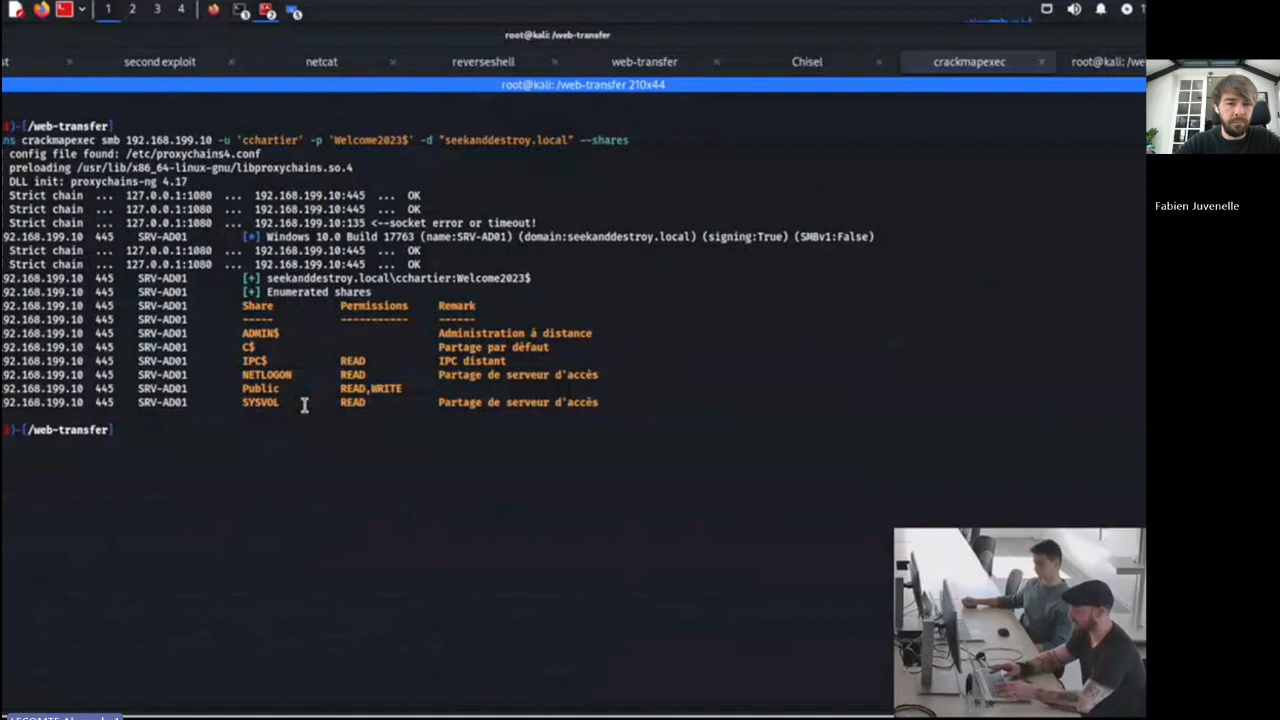 1 2 3 4
root@kali: /web-transfer
st second exploit netcat reverseshell web-transfer Chisel crackmapexec root@kali: /we
root@kali: /web-transfer 210x44
)-[/web-transfer]
ns crackmapexec smb 192.168.199.10 -u 'cchartier' -p 'Welcome2023$' -d "seekanddestroy.local" --shares
config file found: /etc/proxychains4.conf
preloading /usr/lib/x86_64-linux-gnu/libproxychains.so.4
DLL init: proxychains-ng 4.17
Strict chain ... 127.0.0.1:1080 ... 192.168.199.10:445 ... OK
Strict chain ... 127.0.0.1:1080 ... 192.168.199.10:445 ... OK
Strict chain ... 127.0.0.1:1080 ... 192.168.199.10:135 <--socket error or timeout!
92.168.199.10 445 SRV-AD01 [*] Windows 10.0 Build 17763 (name:SRV-AD01) (domain:seekanddestroy.local) (signing:True) (SMBv1:False)
Strict chain ... 127.0.0.1:1080 ... 192.168.199.10:445 ... OK
Strict chain ... 127.0.0.1:1080 ... 192.168.199.10:445 ... OK
92.168.199.10 445 SRV-AD01 [+] seekanddestroy.local\cchartier:Welcome2023$
92.168.199.10 445 SRV-AD01 [+] Enumerated shares
92.168.199.10 445 SRV-AD01 Share Permissions Remark
92.168.199.10 445 SRV-AD01 ----- ----------- ------
92.168.199.10 445 SRV-AD01 ADMIN$ Administration à distance
92.168.199.10 445 SRV-AD01 C$ Partage par défaut
92.168.199.10 445 SRV-AD01 IPC$ READ IPC distant
92.168.199.10 445 SRV-AD01 NETLOGON READ Partage de serveur d'accès
92.168.199.10 445 SRV-AD01 Public READ,WRITE
92.168.199.10 445 SRV-AD01 SYSVOL READ Partage de serveur d'accès
)-[/web-transfer]
Fabien Juvenelle